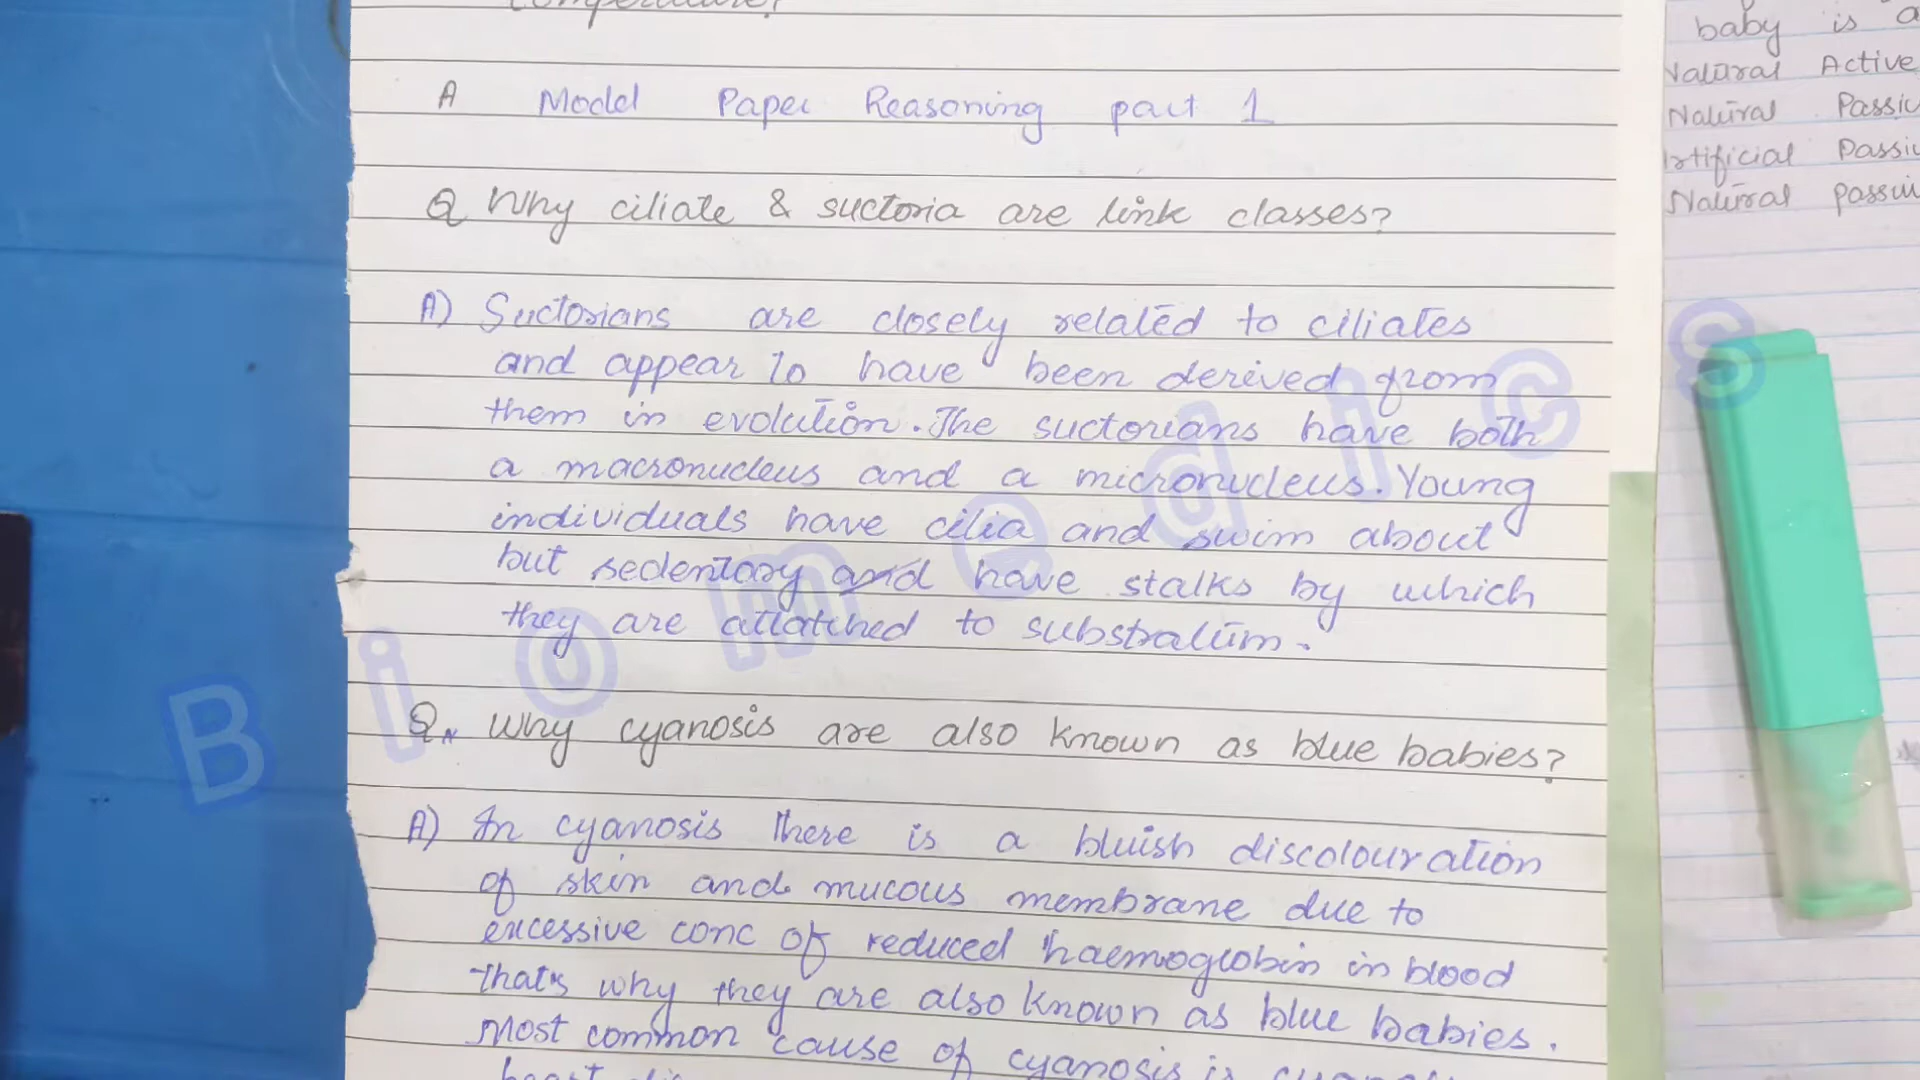 temperature?
A Model Paper Reasoning part 1
Q Why ciliate & suctoria are link classes?
A) Suctorians are closely related to ciliates
and appear to have been derived from
them in evolution. The suctorians have both
a macronucleus and a micronucleus. Young
individuals have cilia and swim about
but sedentary and have stalks by which
they are attatched to substratum.
Q. Why cyanosis are also known as blue babies?
A) In cyanosis there is a bluish discolouration
of skin and mucous membrane due to
excessive conc of reduced haemoglobin in blood
that's why they are also known as blue babies.
Most common cause of cyanosis is
baby is a
Natural Active
Natural Passiv
rtificial Passiv
Natural passiv
Biomedics